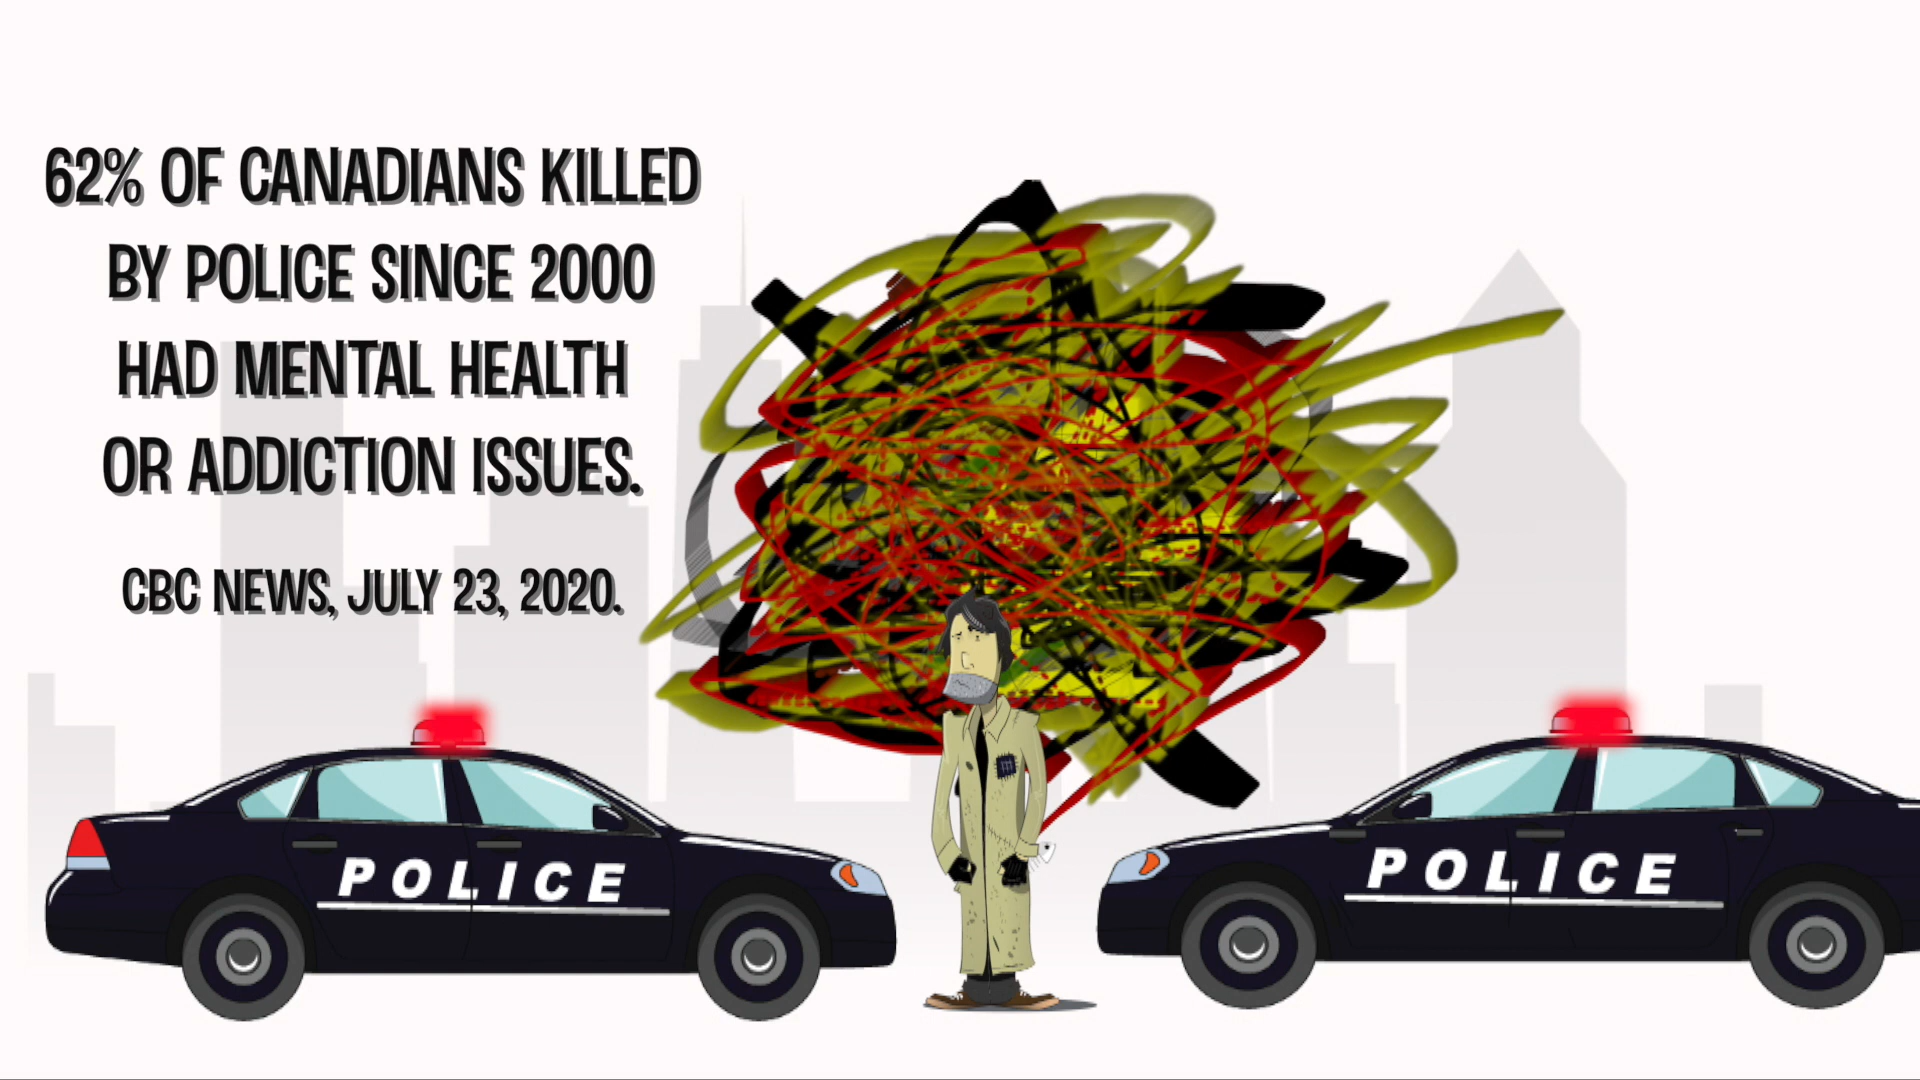 62% OF CANADIANS KILLED
BY POLICE SINCE 2000
HAD MENTAL HEALTH
OR ADDICTION ISSUES.
CBC NEWS, JULY 23, 2020.
POLICE
POLICE